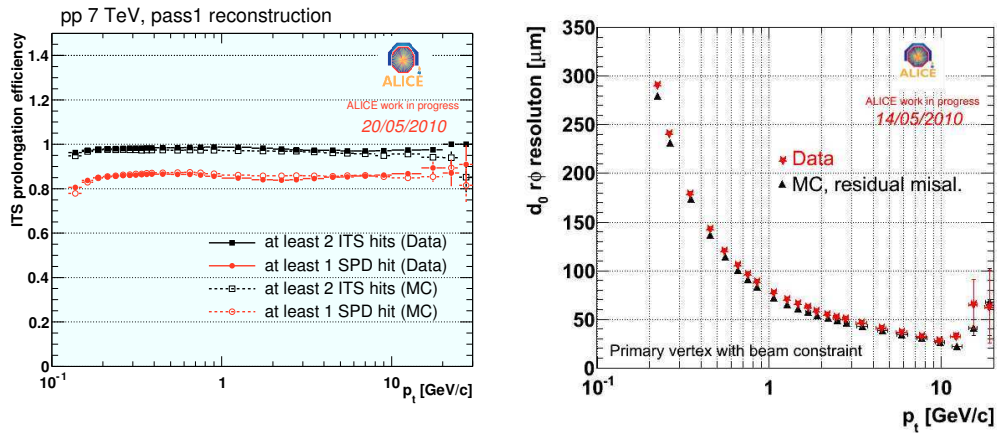 pp 7 TeV, pass1 reconstruction
ITS prolongation efficiency
1.4
1.2
1
0.8
0.6
0.4
0.2
0
ALICE
ALICE work in progress
20/05/2010
at least 2 ITS hits (Data)
at least 1 SPD hit (Data)
at least 2 ITS hits (MC)
at least 1 SPD hit (MC)
10⁻¹
1
10
pₜ [GeV/c]
d₀ rϕ resoluton [μm]
350
300
250
200
150
100
50
0
ALICE
ALICE work in progress
14/05/2010
Data
MC, residual misal.
Primary vertex with beam constraint
10⁻¹
1
10
pₜ [GeV/c]